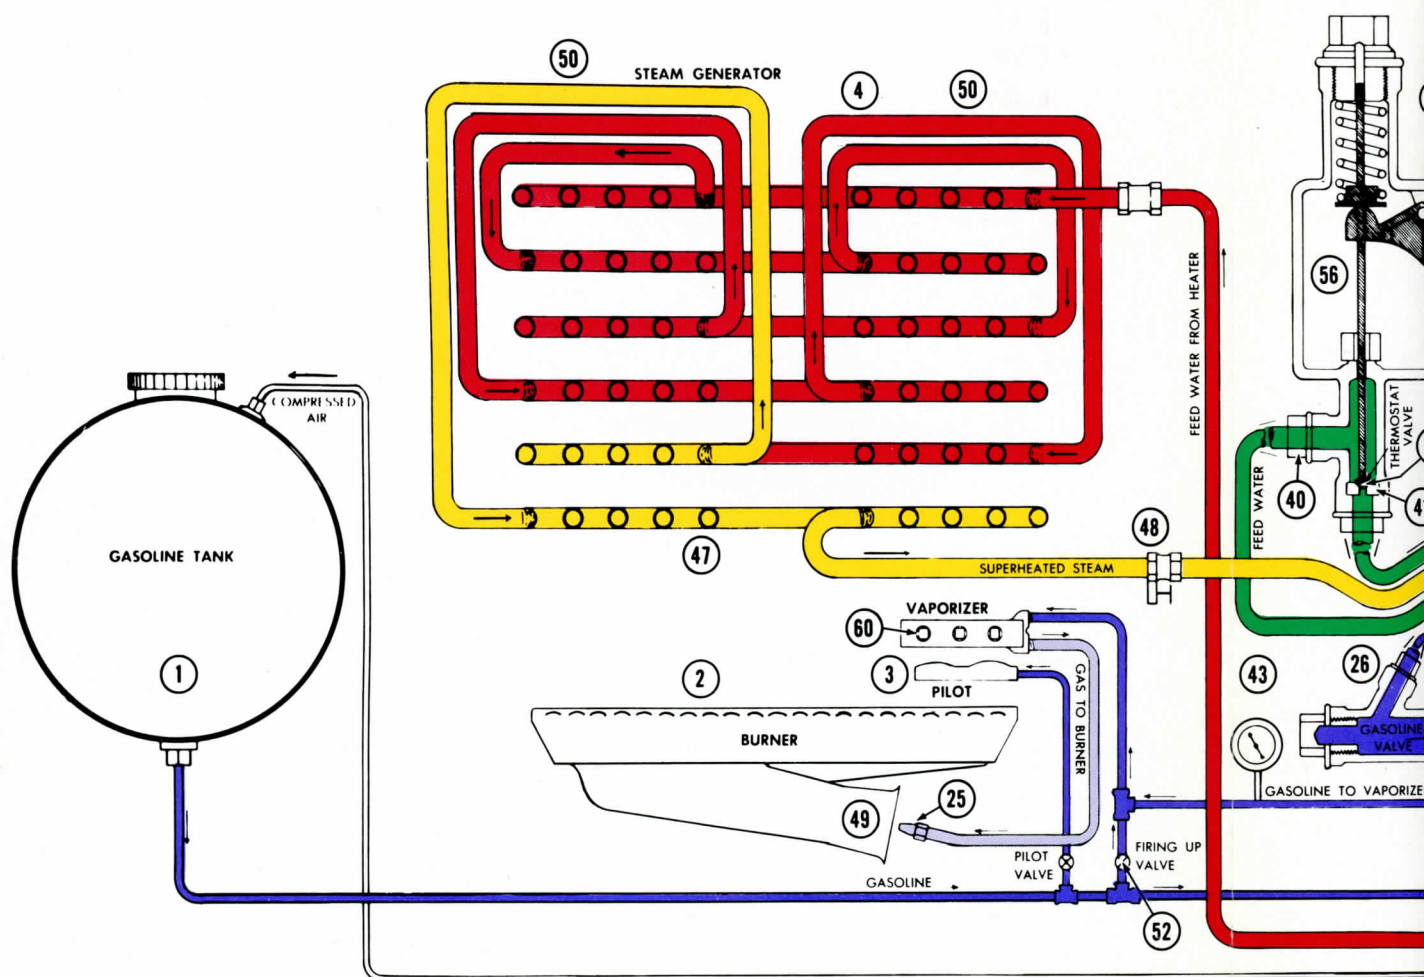 50
STEAM GENERATOR
4
50
56
FEED WATER FROM HEATER
THERMOSTAT
VALVE
COMPRESSED
AIR
40
FEED WATER
GASOLINE TANK
47
48
SUPERHEATED STEAM
VAPORIZER
60
1
2
3
PILOT
GAS TO BURNER
43
26
BURNER
GASOLINE
VALVE
25
49
GASOLINE TO VAPORIZE
PILOT
VALVE
FIRING UP
VALVE
GASOLINE
52